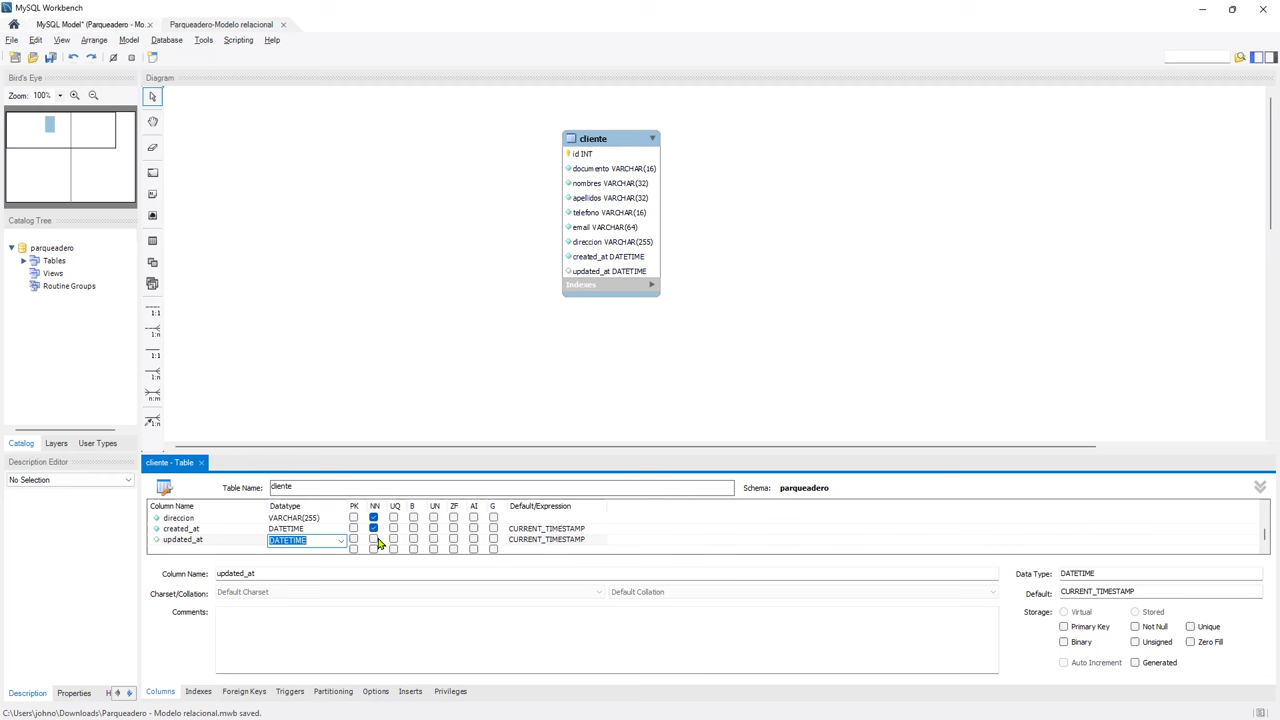 MySQL Workbench
MySQL Model* (Parqueadero - Mo...
Parqueadero-Modelo relacional
File Edit View Arrange Model Database Tools Scripting Help
Bird's Eye
Diagram
Zoom: 100%
cliente
id INT
documento VARCHAR(16)
nombres VARCHAR(32)
apellidos VARCHAR(32)
telefono VARCHAR(16)
email VARCHAR(64)
direccion VARCHAR(255)
created_at DATETIME
updated_at DATETIME
Indexes
Catalog Tree
parqueadero
Tables
Views
Routine Groups
1:1
1:n
1:1
1:n
n:m
1:n
Catalog Layers User Types
Description Editor
No Selection
cliente - Table
Table Name: cliente Schema: parqueadero
Column Name Datatype PK NN UQ B UN ZF AI G Default/Expression
direccion VARCHAR(255)
created_at DATETIME CURRENT_TIMESTAMP
updated_at DATETIME CURRENT_TIMESTAMP
Column Name: updated_at Data Type: DATETIME
Charset/Collation: Default Charset Default Collation Default: CURRENT_TIMESTAMP
Comments: Storage: Virtual Stored
Primary Key Not Null Unique
Binary Unsigned Zero Fill
Auto Increment Generated
Description Properties H
Columns Indexes Foreign Keys Triggers Partitioning Options Inserts Privileges
C:\Users\johno\Downloads\Parqueadero - Modelo relacional.mwb saved.